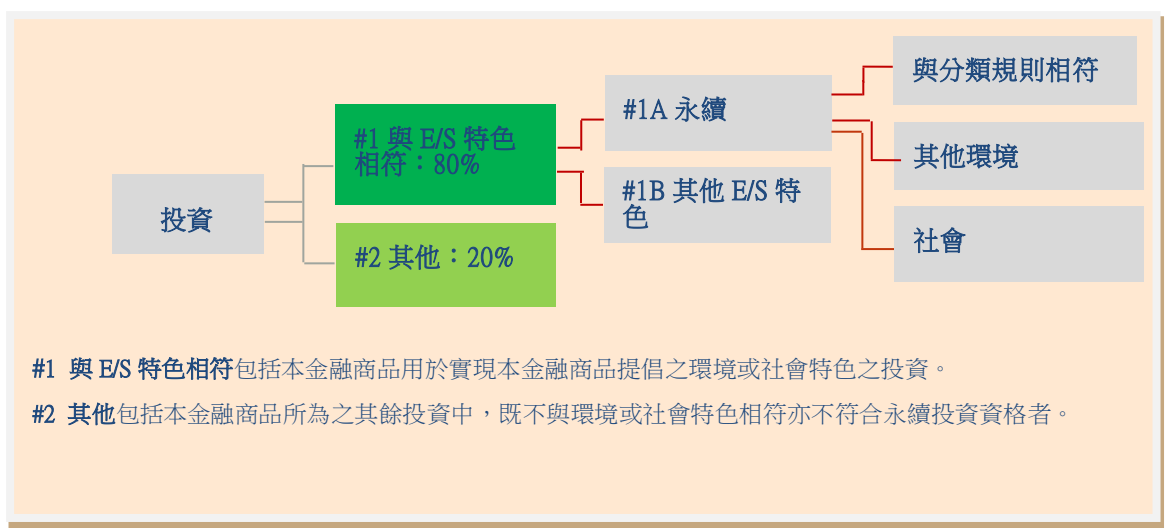 與分類規則相符
#1A 永續
#1 與 E/S 特色
相符：80%
其他環境
#1B 其他 E/S 特
色
投資
社會
#2 其他：20%
#1 與 E/S 特色相符包括本金融商品用於實現本金融商品提倡之環境或社會特色之投資。
#2 其他包括本金融商品所為之其餘投資中，既不與環境或社會特色相符亦不符合永續投資資格者。